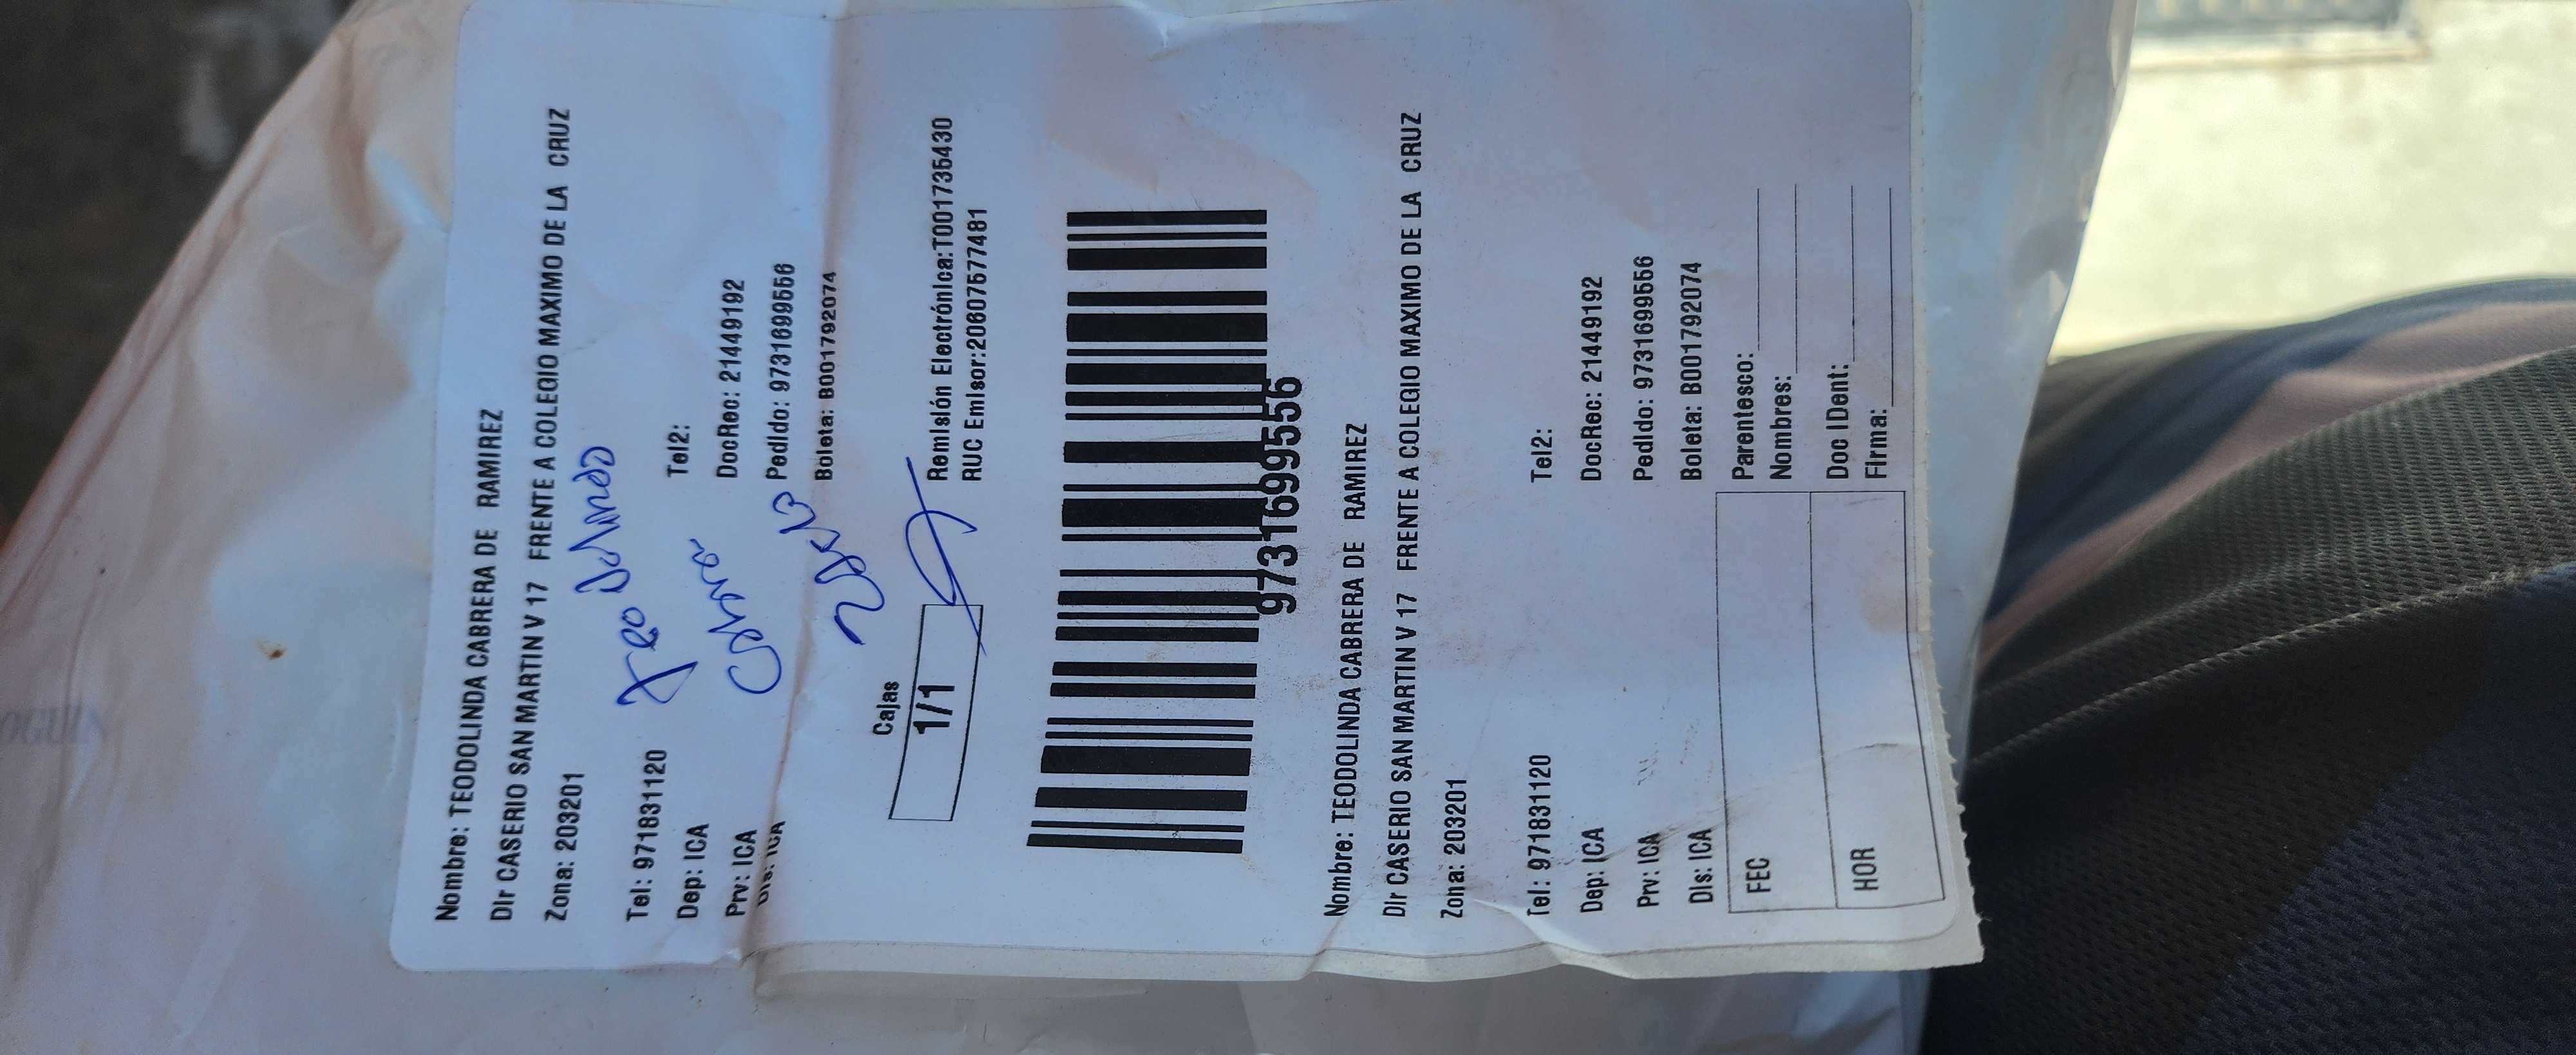 Nombre: TEODOLINDA CABRERA DE RAMIREZ
Dir CASERIO SAN MARTIN V 17 FRENTE A COLEGIO MAXIMO DE LA CRUZ
Zona: 203201
Teo
Tel: 971831120 Tel2:
Dep: ICA DocRec: 21449192
Prv: ICA Pedido: 9731699556
Dis: ICA Boleta: B001792074
Cajas
1/1
Remisión Electrónica:T001735430
RUC Emisor:20607577481
9731699556
Nombre: TEODOLINDA CABRERA DE RAMIREZ
Dir CASERIO SAN MARTIN V 17 FRENTE A COLEGIO MAXIMO DE LA CRUZ
Zona: 203201
Tel: 971831120 Tel2:
Dep: ICA DocRec: 21449192
Prv: ICA Pedido: 9731699556
Dis: ICA Boleta: B001792074
FEC Parentesco:
Nombres:
HOR Doc IDent:
Firma: